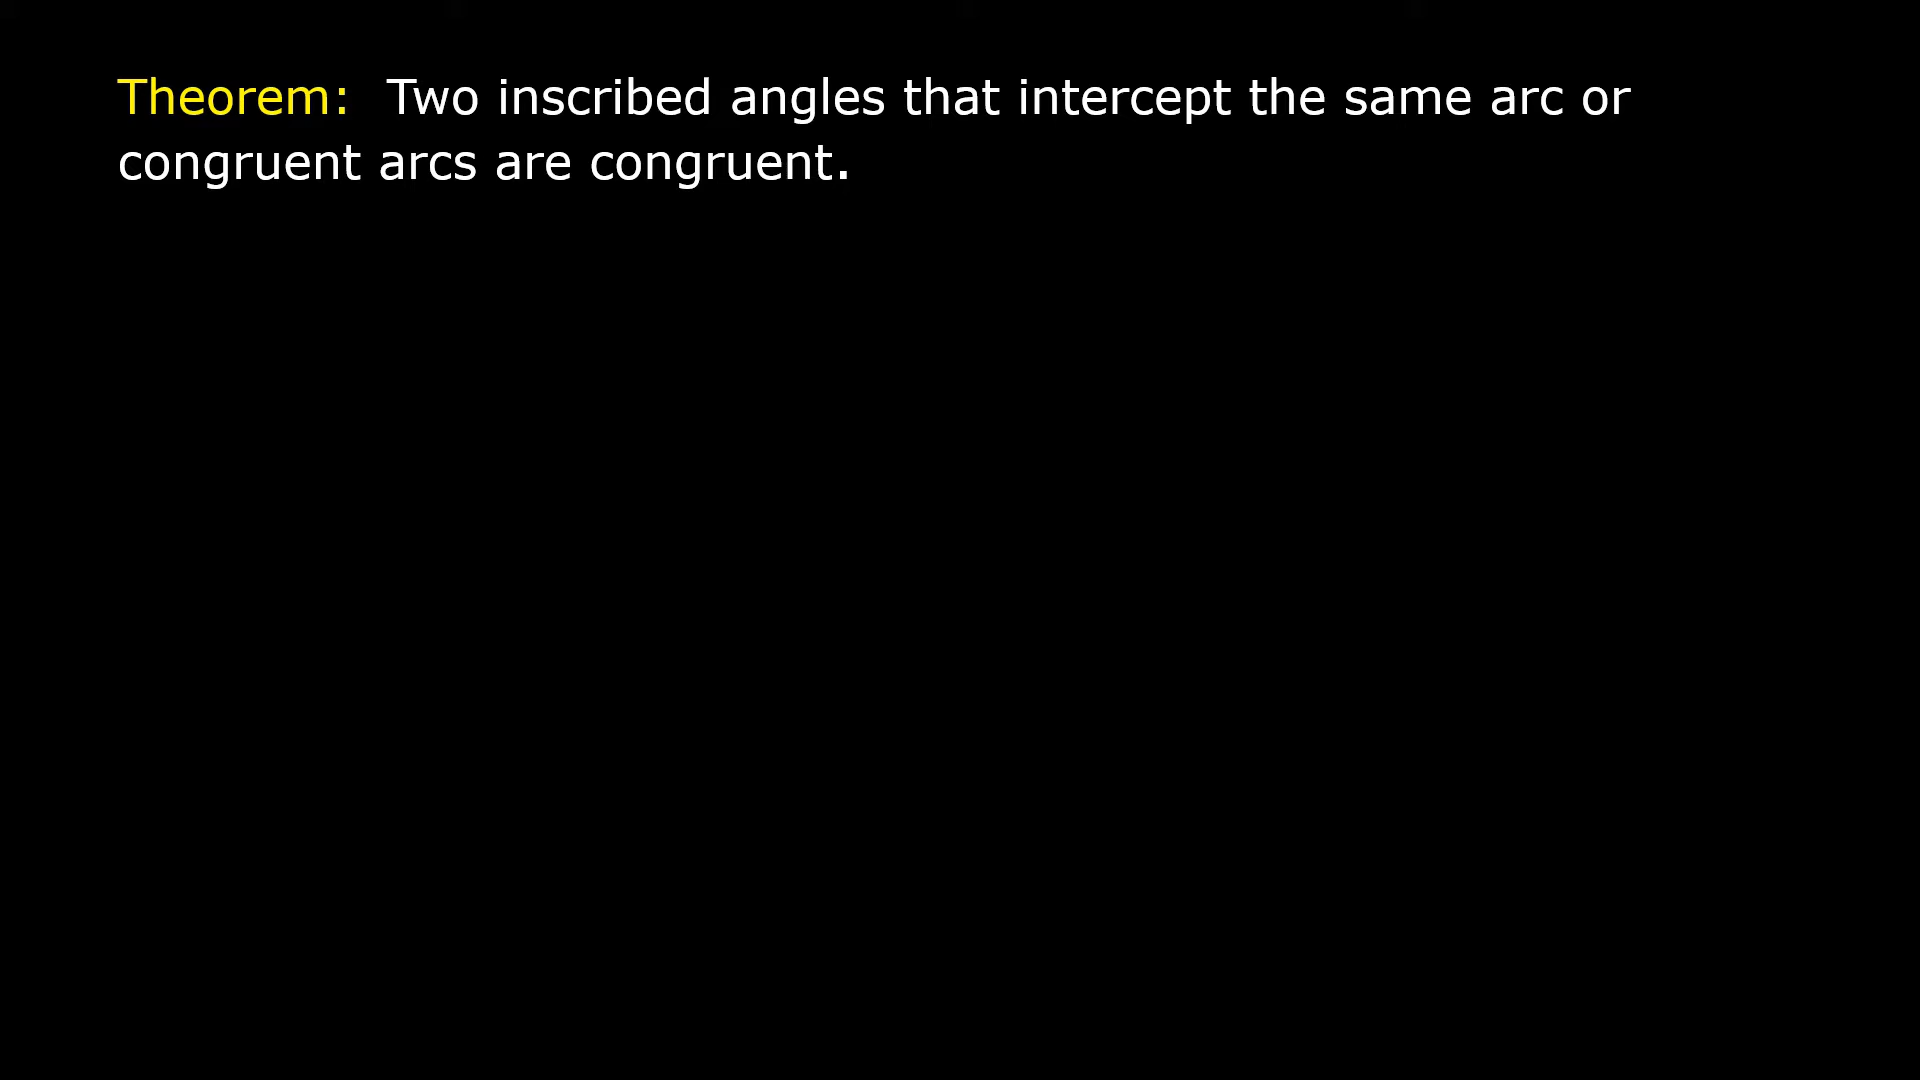 Theorem: Two inscribed angles that intercept the same arc or
congruent arcs are congruent.